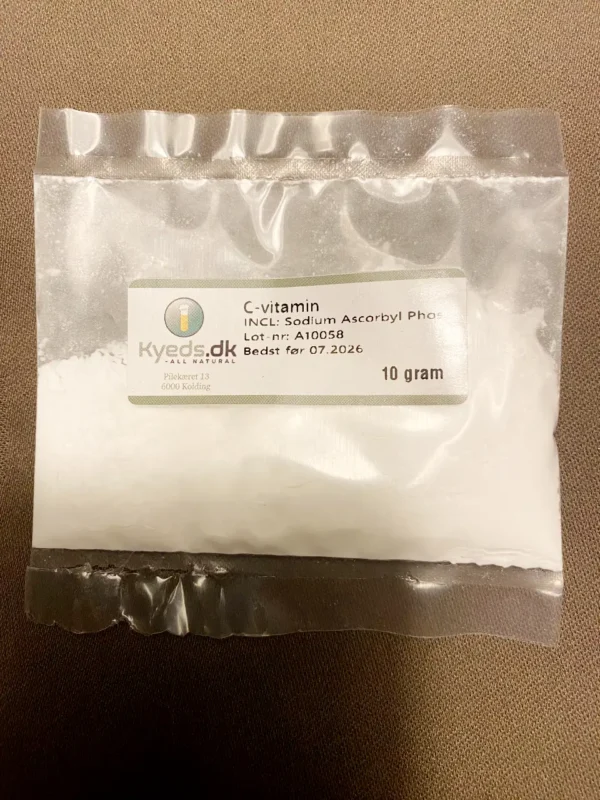 C-vitamin
INCL: Sodium Ascorbyl Phos
Lot-nr: A10058
Bedst før 07.2026
10 gram
Kyeds.dk
-ALL NATURAL
Pilekæret 13
6000 Kolding